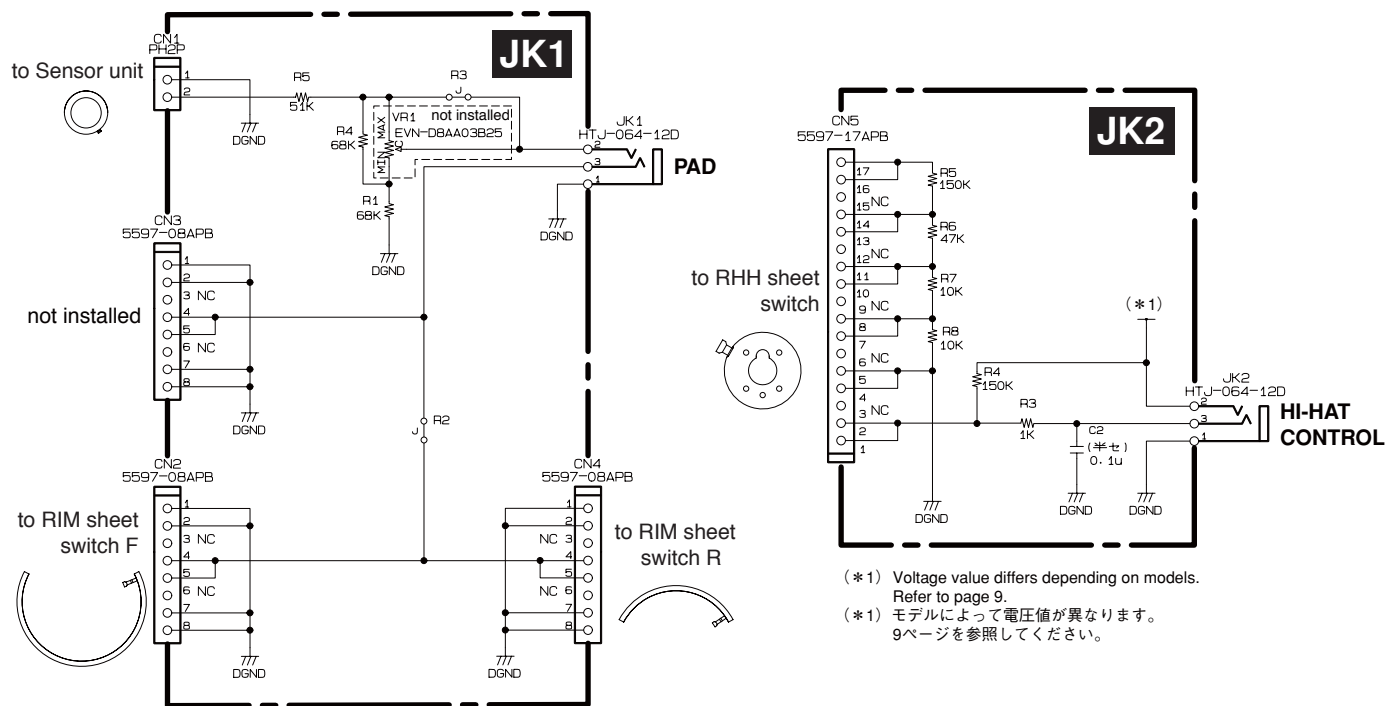 JK1
CN1
PH2P
to Sensor unit
1
2
DGND
R5
51K
R4
68K
R3
J
VR1 not installed
EVN-D8AA03B25
MAX
MIN
R1
68K
DGND
JK1
HTJ-064-12D
2
3
1
PAD
DGND
CN3
5597-08APB
not installed
1
2
3 NC
4
5
6 NC
7
8
DGND
R2
J
CN2
5597-08APB
to RIM sheet
switch F
1
2
3 NC
4
5
6 NC
7
8
DGND
CN4
5597-08APB
to RIM sheet
switch R
1
2
NC 3
4
5
NC 6
7
8
DGND
JK2
CN5
5597-17APB
to RHH sheet
switch
17
16
15 NC
14
13
12 NC
11
10
9 NC
8
7
6 NC
5
4
3 NC
2
1
R5
150K
R6
47K
R7
10K
R8
10K
DGND
R4
150K
R3
1K
C2
(半セ)
0.1u
DGND
(*1)
JK2
HTJ-064-12D
2
3
1
HI-HAT
CONTROL
DGND
(*1) Voltage value differs depending on models.
Refer to page 9.
(*1) モデルによって電圧値が異なります。
9ページを参照してください。